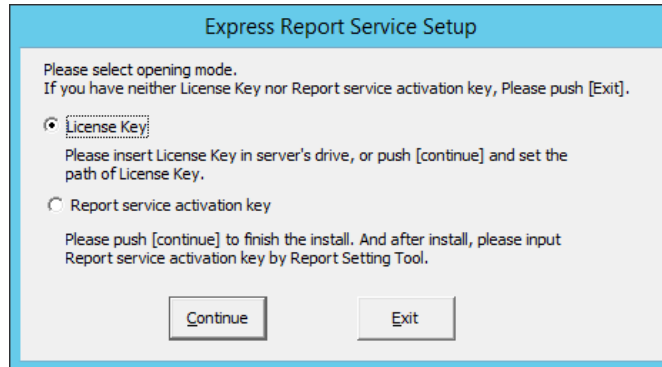 Express Report Service Setup
Please select opening mode.
If you have neither License Key nor Report service activation key, Please push [Exit].
License Key
Please insert License Key in server's drive, or push [continue] and set the
path of License Key.
Report service activation key
Please push [continue] to finish the install. And after install, please input
Report service activation key by Report Setting Tool.
Continue Exit